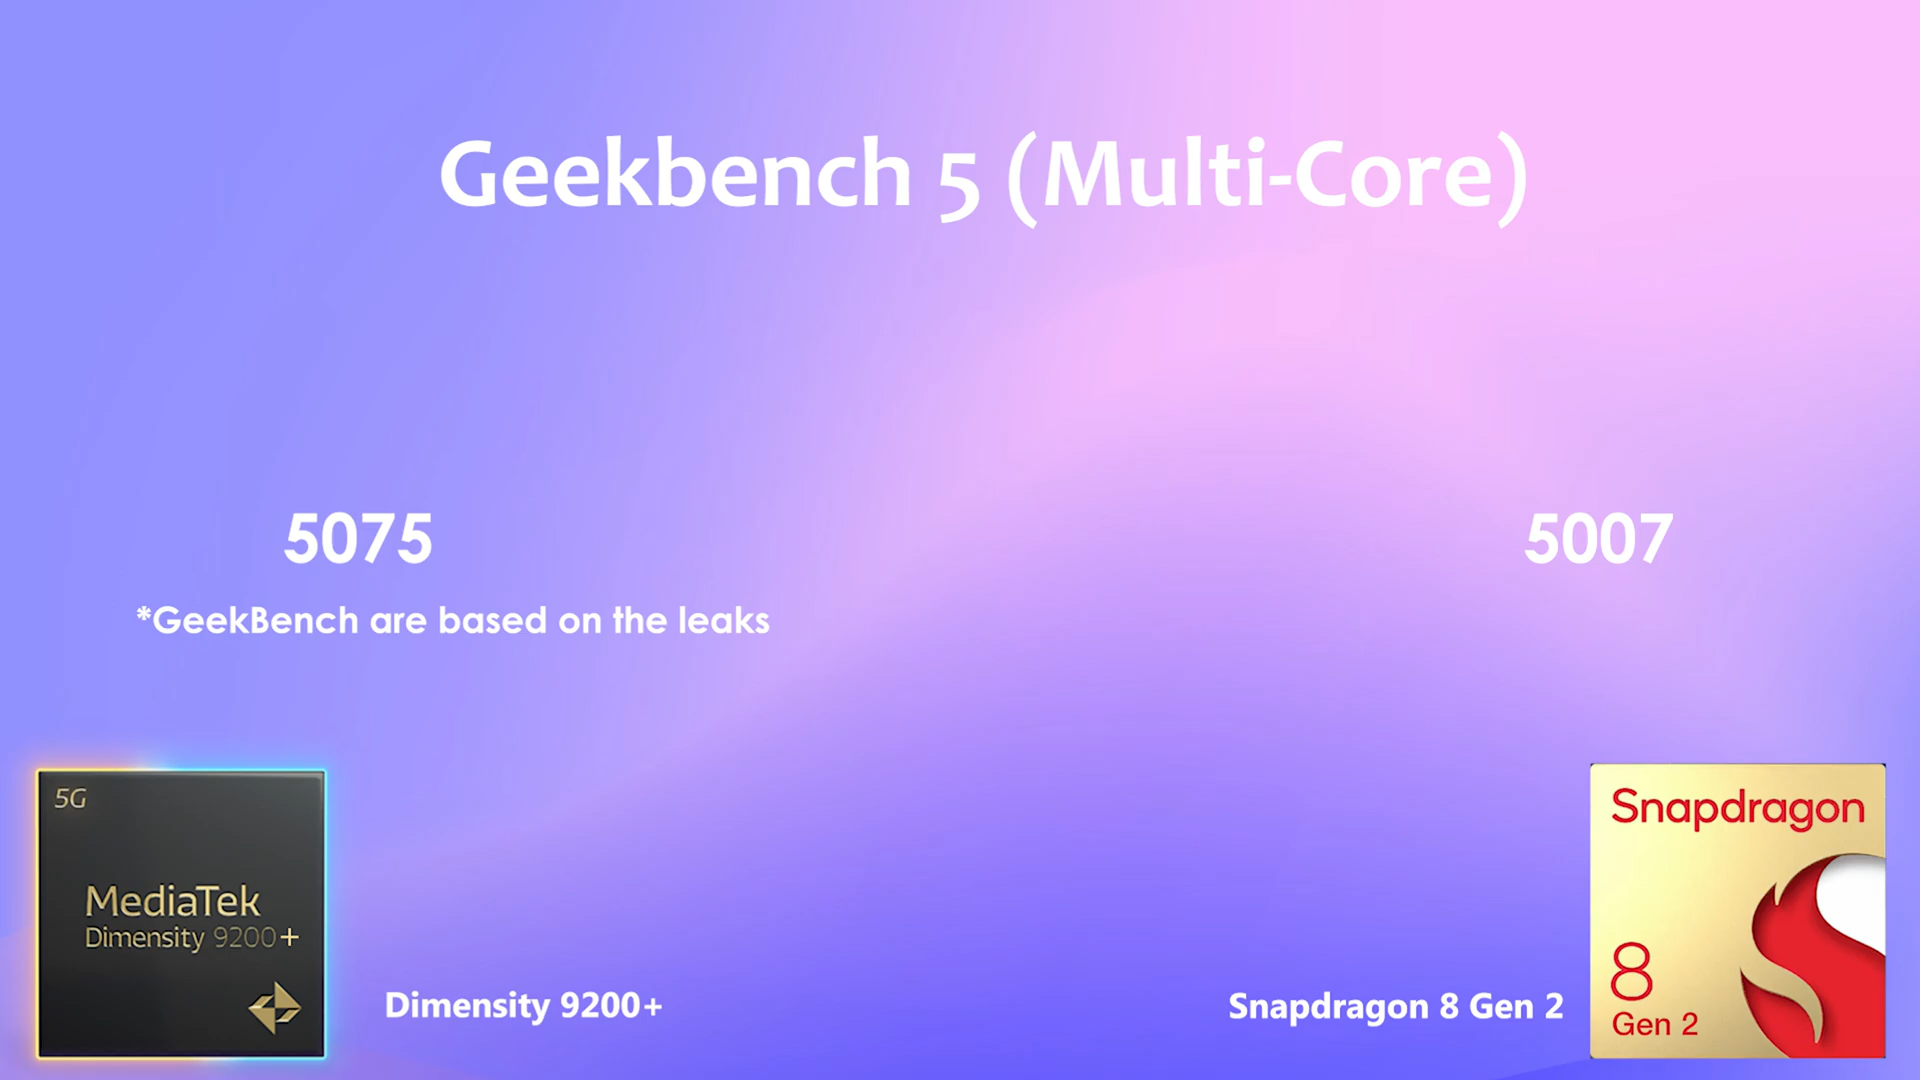 Geekbench 5 (Multi-Core)
5075
5007
*GeekBench are based on the leaks
5G
MediaTek
Dimensity 9200+
Dimensity 9200+
Snapdragon 8 Gen 2
Snapdragon
8
Gen 2